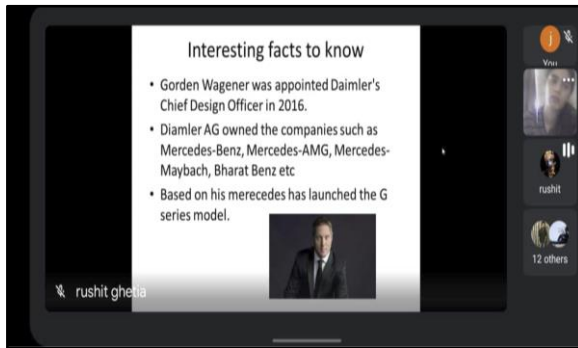 Interesting facts to know
• Gorden Wagener was appointed Daimler's
Chief Design Officer in 2016.
• Diamler AG owned the companies such as
Mercedes-Benz, Mercedes-AMG, Mercedes-
Maybach, Bharat Benz etc
• Based on his merecedes has launched the G
series model.
rushit ghetia
j
You
rushit
12 others